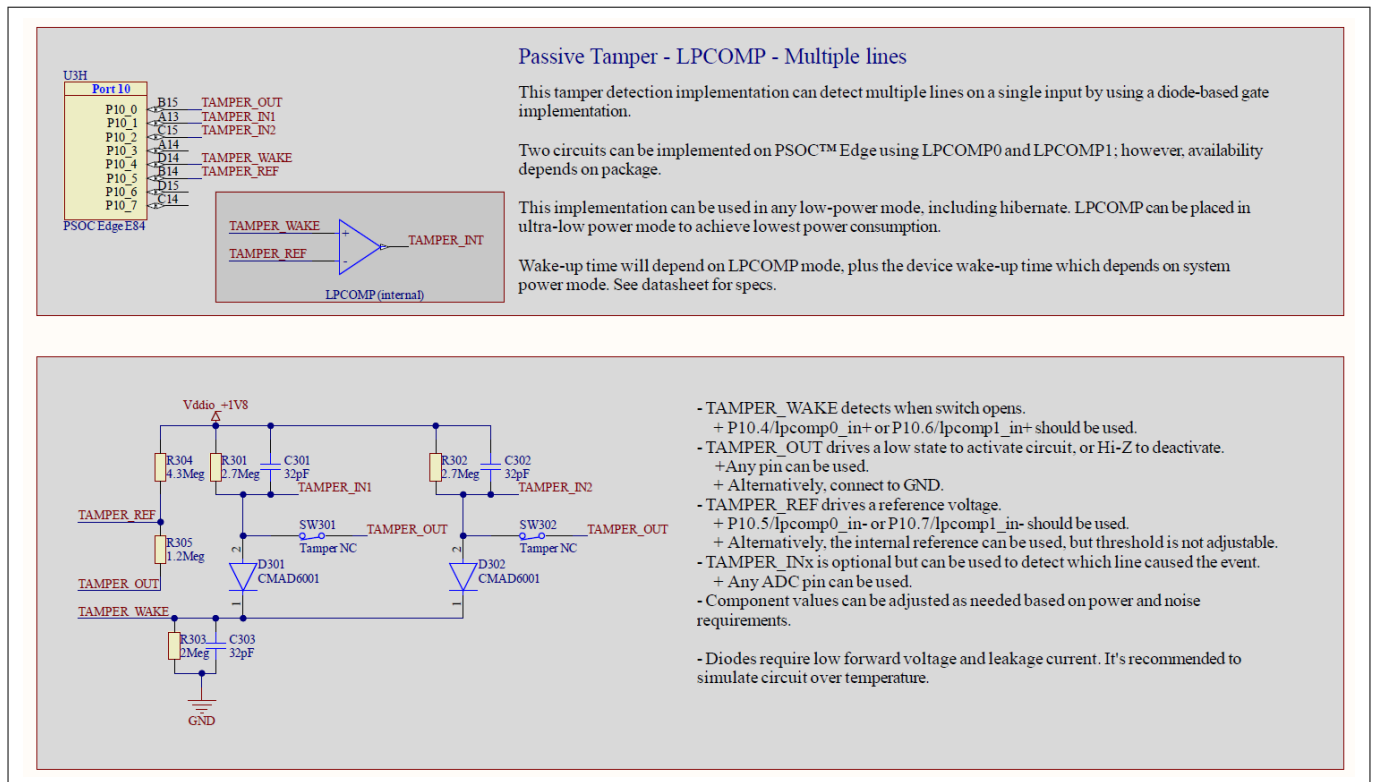 Passive Tamper - LPCOMP - Multiple lines
This tamper detection implementation can detect multiple lines on a single input by using a diode-based gate
implementation.
Two circuits can be implemented on PSOC™ Edge using LPCOMP0 and LPCOMP1; however, availability
depends on package.
This implementation can be used in any low-power mode, including hibernate. LPCOMP can be placed in
ultra-low power mode to achieve lowest power consumption.
Wake-up time will depend on LPCOMP mode, plus the device wake-up time which depends on system
power mode. See datasheet for specs.
U3H
Port 10
P10_0 B15 TAMPER_OUT
P10_1 A13 TAMPER_IN1
P10_2 C15 TAMPER_IN2
P10_3 A14
P10_4 D14 TAMPER_WAKE
P10_5 B14 TAMPER_REF
P10_6 D15
P10_7 C14
PSOC Edge E84
TAMPER_WAKE
+
TAMPER_INT
TAMPER_REF
-
LPCOMP (internal)
Vddio_+1V8
R304
4.3Meg
R301
2.7Meg
C301
32pF
R302
2.7Meg
C302
32pF
TAMPER_IN1
TAMPER_IN2
TAMPER_REF
SW301
Tamper NC
TAMPER_OUT
SW302
Tamper NC
TAMPER_OUT
R305
1.2Meg
2
D301
CMAD6001
1
2
D302
CMAD6001
1
TAMPER_OUT
TAMPER_WAKE
R303
2Meg
C303
32pF
GND
- TAMPER_WAKE detects when switch opens.
+ P10.4/lpcomp0_in+ or P10.6/lpcomp1_in+ should be used.
- TAMPER_OUT drives a low state to activate circuit, or Hi-Z to deactivate.
+Any pin can be used.
+ Alternatively, connect to GND.
- TAMPER_REF drives a reference voltage.
+ P10.5/lpcomp0_in- or P10.7/lpcomp1_in- should be used.
+ Alternatively, the internal reference can be used, but threshold is not adjustable.
- TAMPER_INx is optional but can be used to detect which line caused the event.
+ Any ADC pin can be used.
- Component values can be adjusted as needed based on power and noise
requirements.
- Diodes require low forward voltage and leakage current. It's recommended to
simulate circuit over temperature.